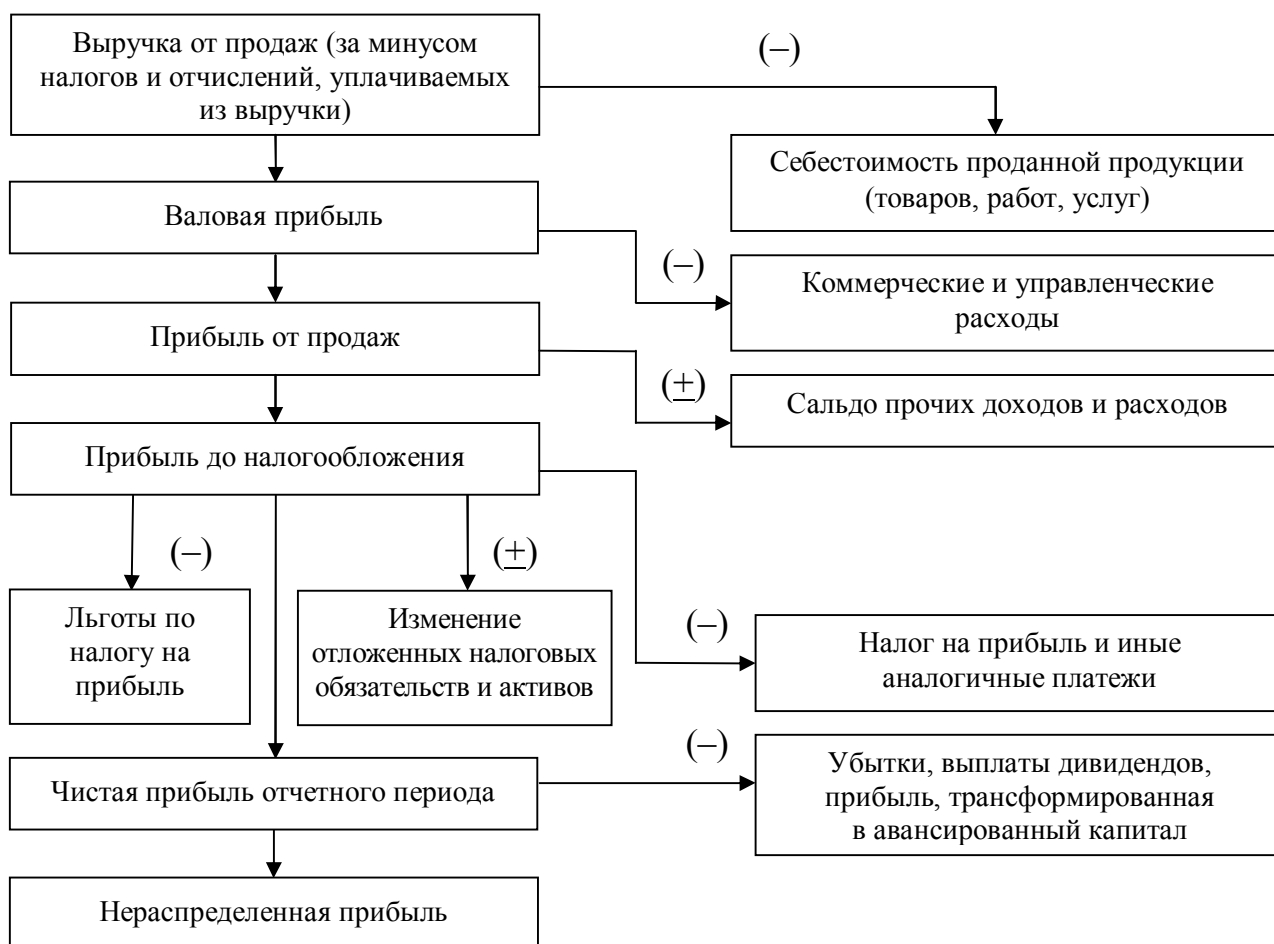 Выручка от продаж (за минусом
налогов и отчислений, уплачиваемых
из выручки)
(–)
Себестоимость проданной продукции
(товаров, работ, услуг)
Валовая прибыль
(–)
Коммерческие и управленческие
расходы
Прибыль от продаж
(±)
Сальдо прочих доходов и расходов
Прибыль до налогообложения
(–)
(±)
Льготы по
налогу на
прибыль
Изменение
отложенных налоговых
обязательств и активов
(–)
Налог на прибыль и иные
аналогичные платежи
Чистая прибыль отчетного периода
(–)
Убытки, выплаты дивидендов,
прибыль, трансформированная
в авансированный капитал
Нераспределенная прибыль